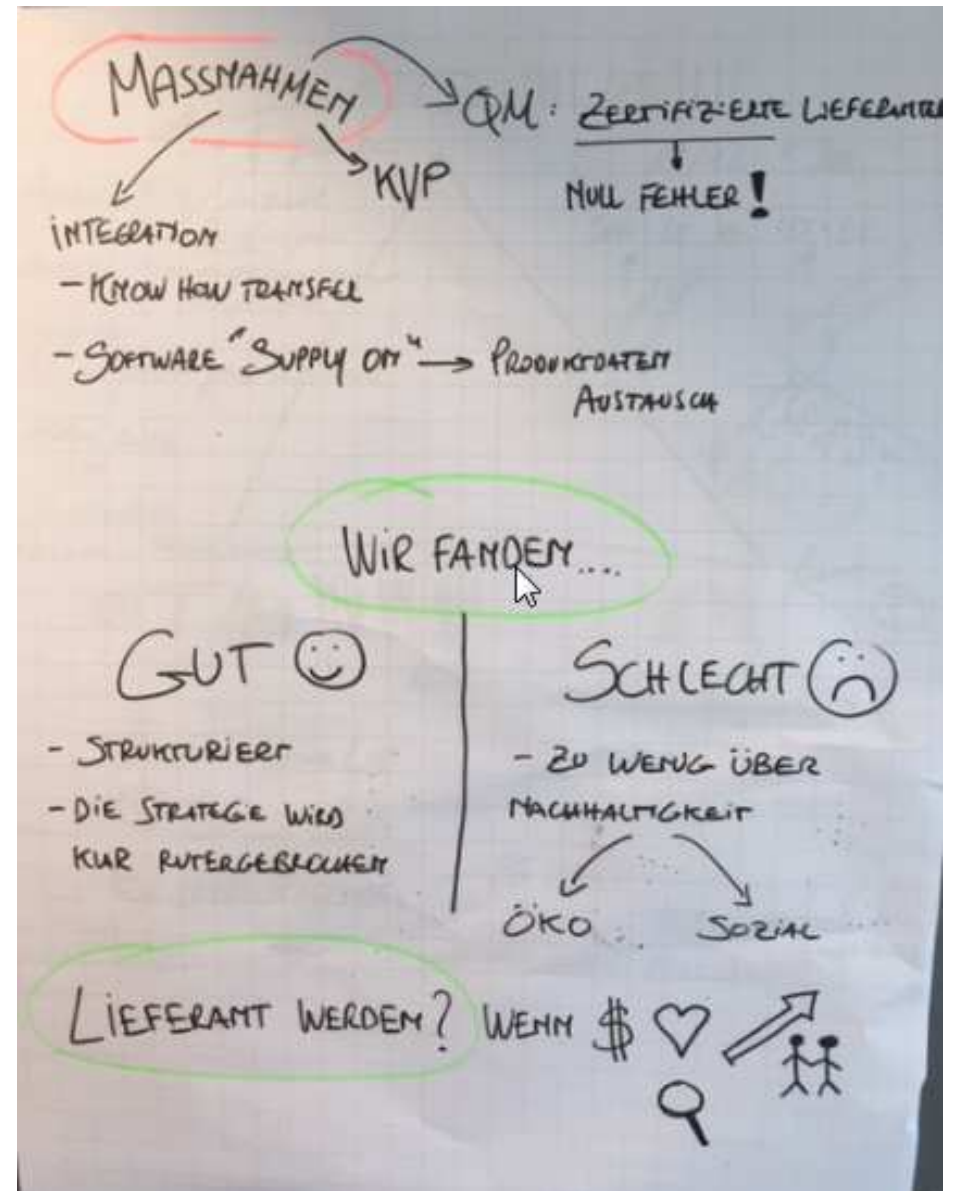 MASSNAHMEN
QM: ZERTIFIZIERTE LIEFERANTEN
NULL FEHLER!
KVP
INTEGRATION
- KNOW HOW TRANSFER
- SOFTWARE "SUPPLY ON" → PRODUKTDATEN
AUSTAUSCH
WIR FANDEN....
GUT
- STRUKTURIERT
- DIE STRATEGIE WIRD
KLAR RUTERGEBROCHEN
SCHLECHT
- ZU WENIG ÜBER
NACHHALTIGKEIT
ÖKO
SOZIAL
LIEFERANT WERDEN? WENN $